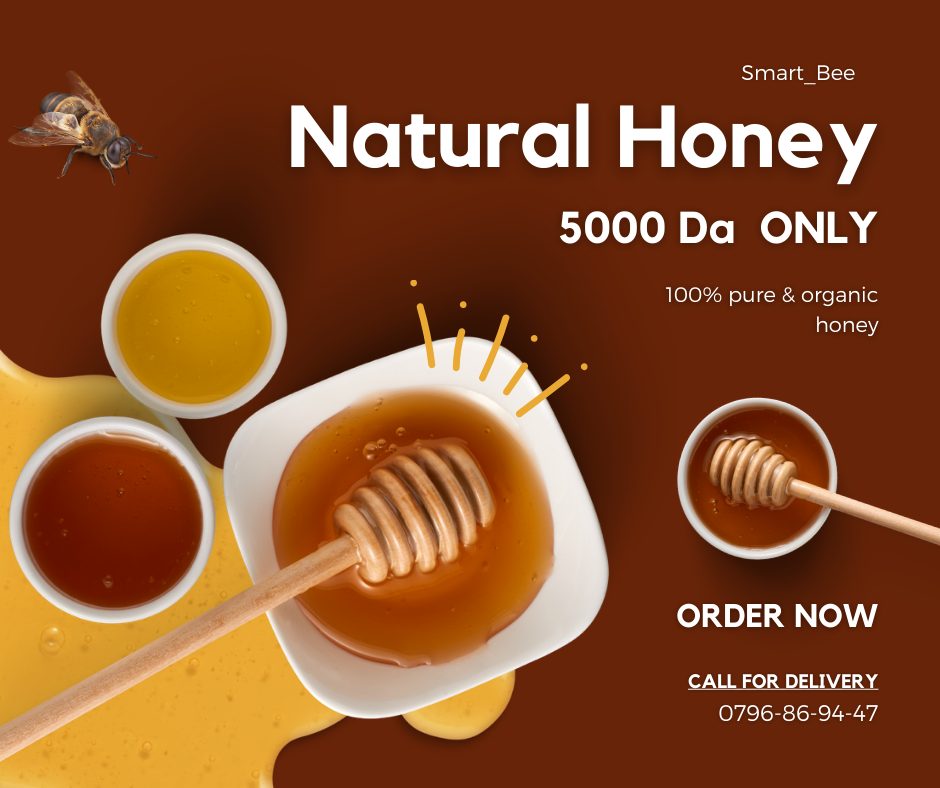 Smart_Bee
Natural Honey
5000 Da  ONLY
100% pure & organic
honey
ORDER NOW
CALL FOR DELIVERY
0796-86-94-47